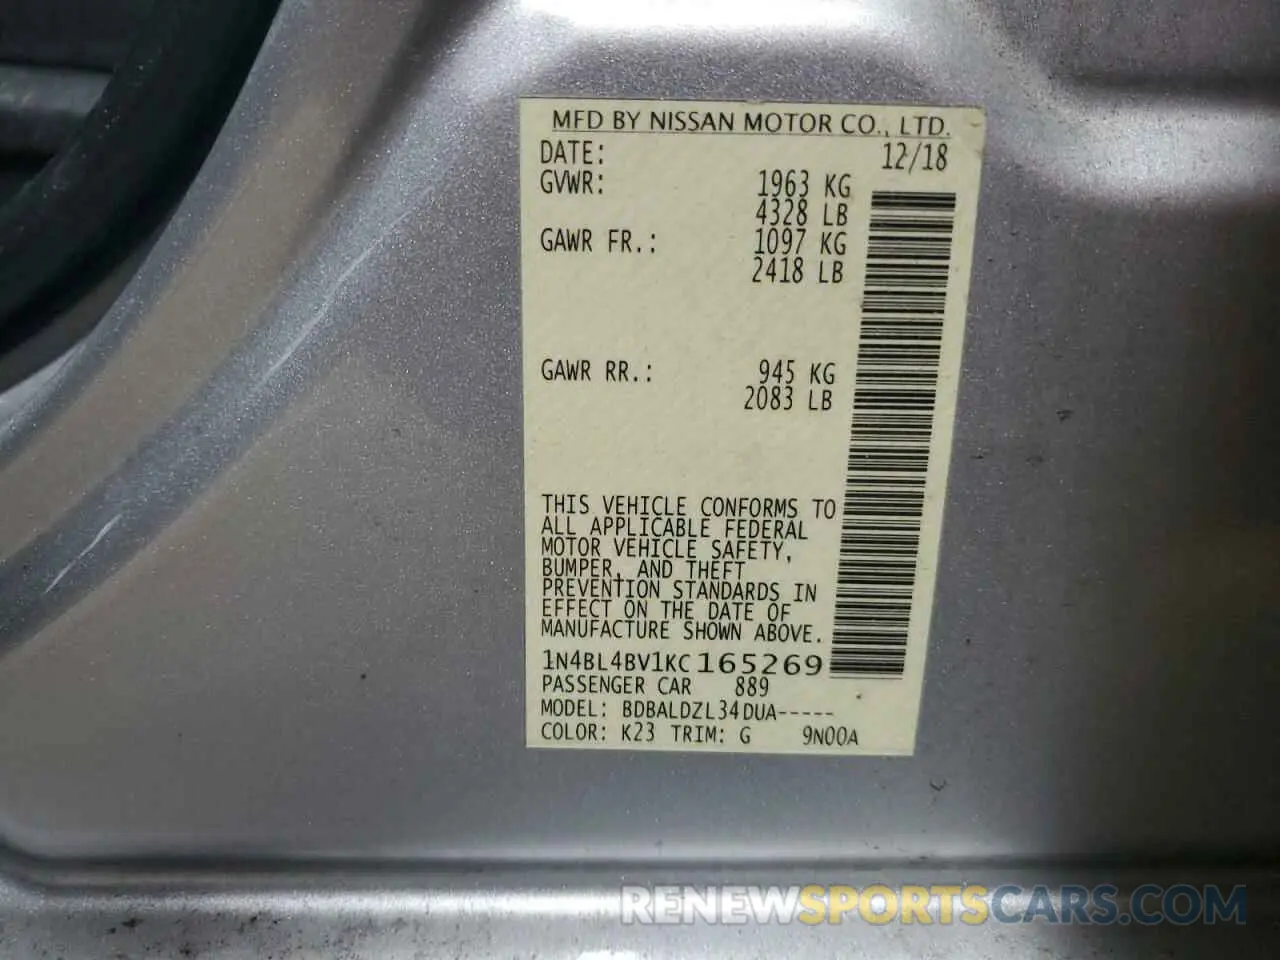 MFD BY NISSAN MOTOR CO., LTD.
DATE: 12/18
GVWR: 1963 KG
4328 LB
GAWR FR.: 1097 KG
2418 LB
GAWR RR.: 945 KG
2083 LB
THIS VEHICLE CONFORMS TO
ALL APPLICABLE FEDERAL
MOTOR VEHICLE SAFETY,
BUMPER, AND THEFT
PREVENTION STANDARDS IN
EFFECT ON THE DATE OF
MANUFACTURE SHOWN ABOVE.
1N4BL4BV1KC165269
PASSENGER CAR 889
MODEL: BDBALDZL34DUA-----
COLOR: K23 TRIM: G 9N00A
RENEWSPORTSCARS.COM